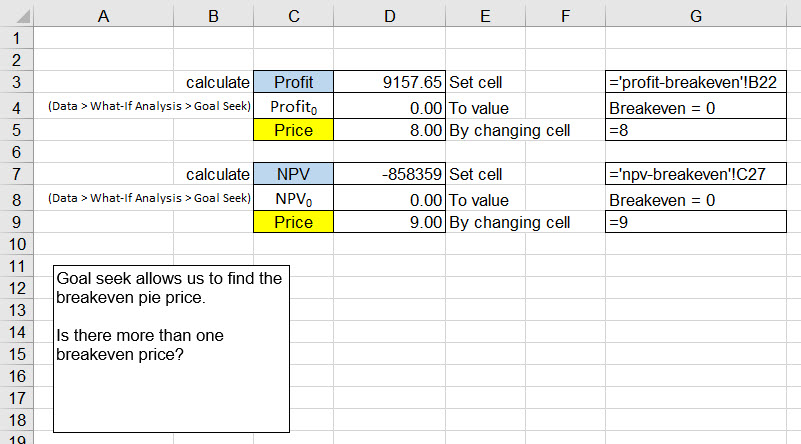 A B C D E F G
1
2
3 calculate Profit 9157.65 Set cell ='profit-breakeven'!B22
4 (Data > What-If Analysis > Goal Seek) Profit₀ 0.00 To value Breakeven = 0
5 Price 8.00 By changing cell =8
6
7 calculate NPV -858359 Set cell ='npv-breakeven'!C27
8 (Data > What-If Analysis > Goal Seek) NPV₀ 0.00 To value Breakeven = 0
9 Price 9.00 By changing cell =9
10
11
Goal seek allows us to find the
12
breakeven pie price.
13
14
Is there more than one
15
breakeven price?
16
17
18
19